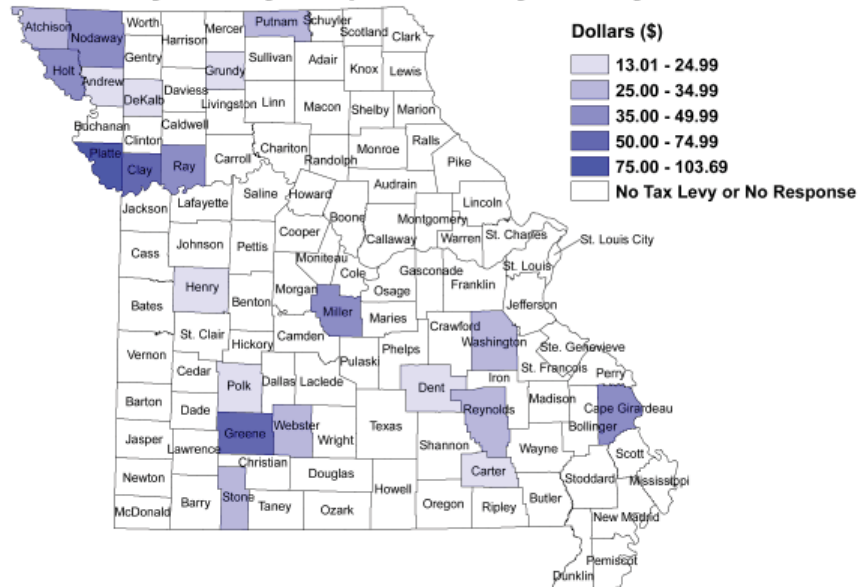 Atchison
Nodaway
Worth
Harrison
Mercer
Putnam
Schuyler
Scotland
Clark
Holt
Andrew
Gentry
DeKalb
Daviess
Grundy
Sullivan
Adair
Knox
Lewis
Livingston
Linn
Macon
Shelby
Marion
Buchanan
Clinton
Caldwell
Platte
Clay
Ray
Carroll
Chariton
Randolph
Monroe
Ralls
Pike
Jackson
Lafayette
Saline
Howard
Boone
Audrain
Callaway
Montgomery
Lincoln
Warren
St. Charles
St. Louis City
St. Louis
Cass
Johnson
Pettis
Cooper
Moniteau
Cole
Osage
Gasconade
Franklin
Jefferson
Bates
Henry
Benton
Morgan
Miller
Maries
Crawford
Washington
Ste. Genevieve
St. François
Perry
Vernon
St. Clair
Hickory
Camden
Pulaski
Phelps
Iron
Cedar
Polk
Dallas
Laclede
Dent
Reynolds
Madison
Cape Girardeau
Bollinger
Barton
Dade
Greene
Webster
Wright
Texas
Shannon
Wayne
Scott
Jasper
Lawrence
Christian
Douglas
Carter
Stoddard
Mississippi
Newton
McDonald
Barry
Stone
Taney
Ozark
Howell
Oregon
Ripley
Butler
New Madrid
Pemiscot
Dunklin
Dollars ($)
13.01 - 24.99
25.00 - 34.99
35.00 - 49.99
50.00 - 74.99
75.00 - 103.69
No Tax Levy or No Response